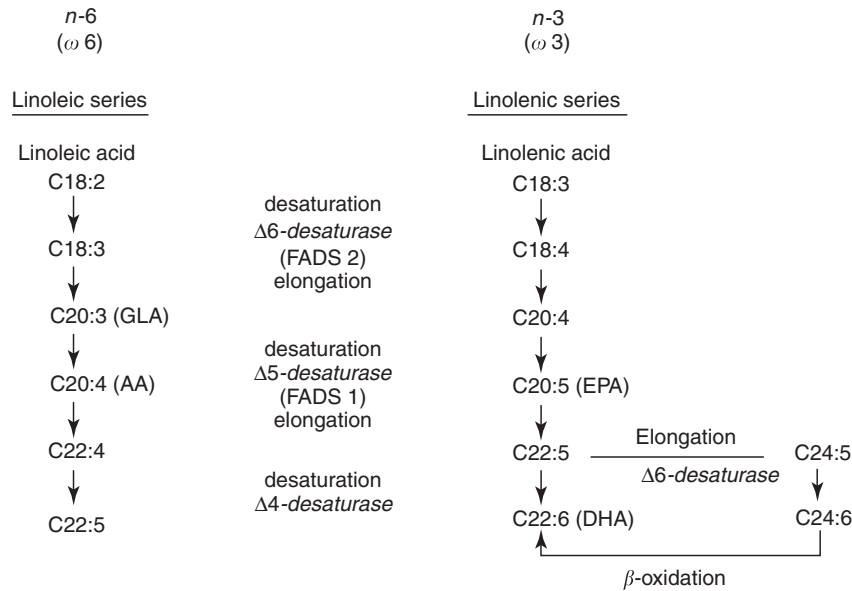 n-6
(ω 6)
Linoleic series
Linoleic acid
C18:2
C18:3
C20:3 (GLA)
C20:4 (AA)
C22:4
C22:5
desaturation
Δ6-desaturase
(FADS 2)
elongation
desaturation
Δ5-desaturase
(FADS 1)
elongation
desaturation
Δ4-desaturase
n-3
(ω 3)
Linolenic series
Linolenic acid
C18:3
C18:4
C20:4
C20:5 (EPA)
C22:5
C22:6 (DHA)
Elongation
Δ6-desaturase
C24:5
C24:6
β-oxidation